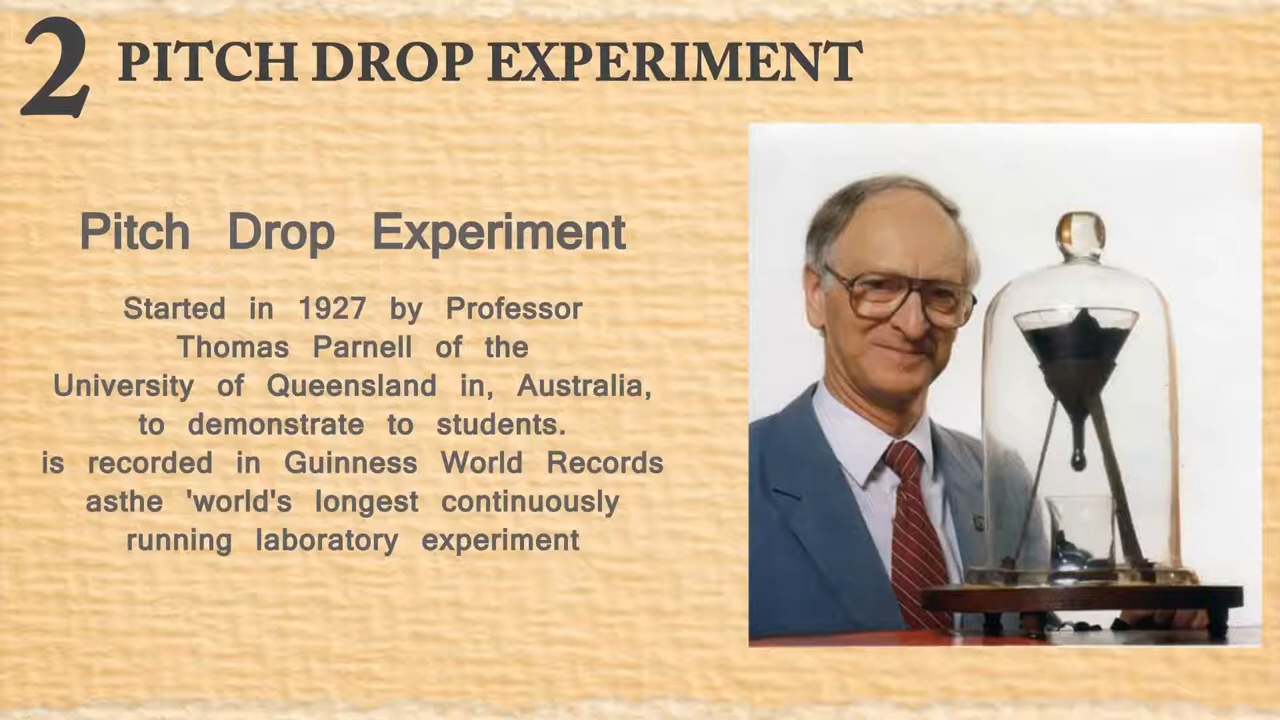 2 PITCH DROP EXPERIMENT
Pitch Drop Experiment
Started in 1927 by Professor
Thomas Parnell of the
University of Queensland in, Australia,
to demonstrate to students.
is recorded in Guinness World Records
asthe 'world's longest continuously
running laboratory experiment